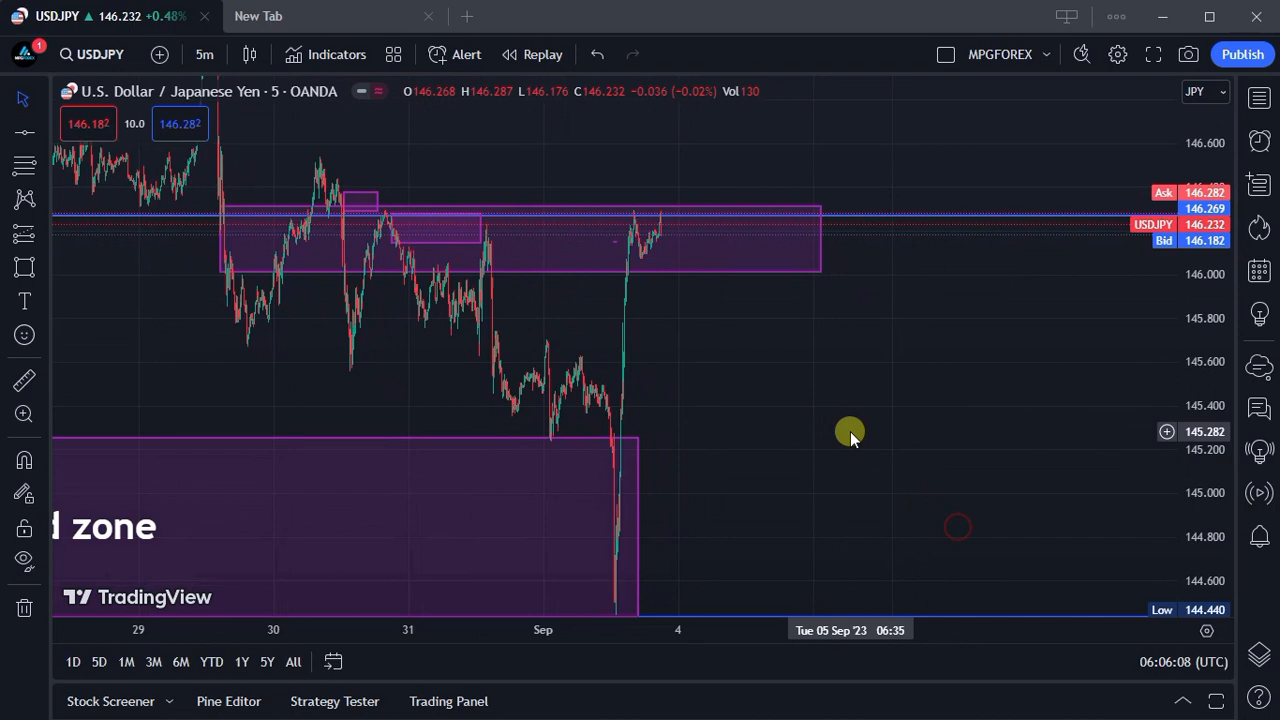 USDJPY ▲ 146.232 +0.48%
New Tab
1
USDJPY
5m
Indicators
Alert
Replay
MPGFOREX
Publish
U.S. Dollar / Japanese Yen · 5 · OANDA
O146.268 H146.287 L146.176 C146.232 −0.036 (−0.02%) Vol130
JPY
146.182
10.0
146.282
146.600
Ask 146.282
146.269
USDJPY 146.232
Bid 146.182
146.000
145.800
145.600
145.400
145.282
145.200
145.000
144.800
144.600
Low 144.440
d zone
TradingView
29
30
31
Sep
4
Tue 05 Sep '23 06:35
1D
5D
1M
3M
6M
YTD
1Y
5Y
All
06:06:08 (UTC)
Stock Screener
Pine Editor
Strategy Tester
Trading Panel